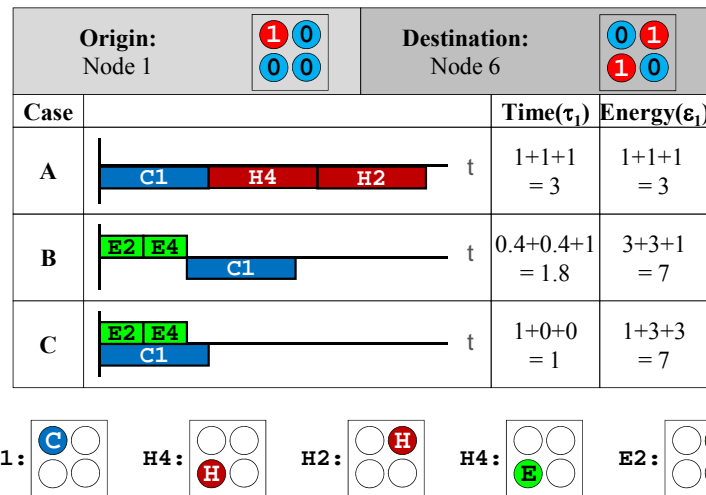 Origin:
Node 1
1 0
0 0
Destination:
Node 6
0 1
1 0
Case
Time(τ1) Energy(ε1)
A
C1 H4 H2
t
1+1+1
= 3
1+1+1
= 3
B
E2 E4
C1
t
0.4+0.4+1
= 1.8
3+3+1
= 7
C
E2 E4
C1
t
1+0+0
= 1
1+3+3
= 7
1: C H4: H H2: H H4: E E2: